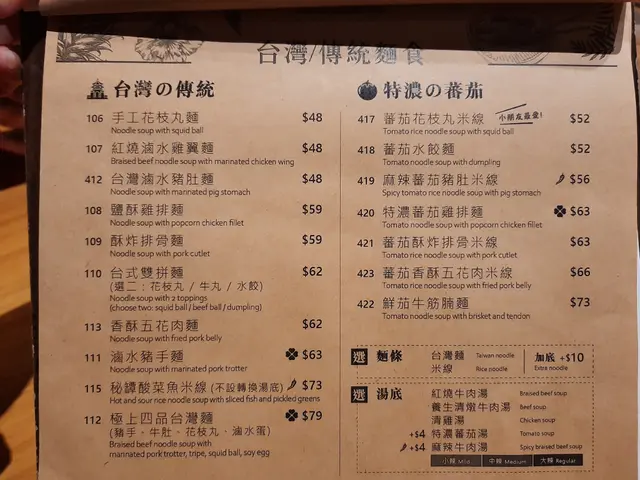 台灣/傳統麵食
台灣の傳統
106 手工花枝丸麵 $48
Noodle soup with squid ball
107 紅燒滷水雞翼麵 $48
Braised beef noodle soup with marinated chicken wing
412 台灣滷水豬肚麵 $48
Noodle soup with marinated pig stomach
108 鹽酥雞排麵 $59
Noodle soup with popcorn chicken fillet
109 酥炸排骨麵 $59
Noodle soup with pork cutlet
110 台式雙拼麵 $62
(選二：花枝丸 / 牛丸 / 水餃)
Noodle soup with 2 toppings
(choose two: squid ball / beef ball / dumpling)
113 香酥五花肉麵 $62
Noodle soup with fried pork belly
111 滷水豬手麵 $63
Noodle soup with marinated pork trotter
115 秘譚酸菜魚米線 (不設轉換湯底) $73
Hot and sour rice noodle soup with sliced fish and pickled greens
112 極上四品台灣麵 $79
(豬手、牛肚、花枝丸、滷水蛋)
Braised beef noodle soup with
marinated pork trotter, tripe, squid ball, soy egg
特濃の蕃茄
417 蕃茄花枝丸米線 小朋友最愛! $52
Tomato rice noodle soup with squid ball
418 蕃茄水餃麵 $52
Tomato noodle soup with dumpling
419 麻辣蕃茄豬肚米線 $56
Spicy tomato rice noodle soup with pig stomach
420 特濃蕃茄雞排麵 $63
Tomato noodle soup with popcorn chicken fillet
421 蕃茄酥炸排骨米線 $63
Tomato rice noodle soup with pork cutlet
423 蕃茄香酥五花肉米線 $66
Tomato rice noodle soup with fried pork belly
422 鮮茄牛筋腩麵 $73
Tomato noodle soup with brisket and tendon
選 麵條 台灣麵 Taiwan noodle 加底 +$10
米線 Rice noodle Extra noodle
選 湯底 紅燒牛肉湯 Braised beef soup
養生清燉牛肉湯 Beef soup
清雞湯 Chicken soup
+$4 特濃蕃茄湯 Tomato soup
+$4 麻辣牛肉湯 Spicy braised beef soup
小辣 Mild 中辣 Medium 大辣 Regular